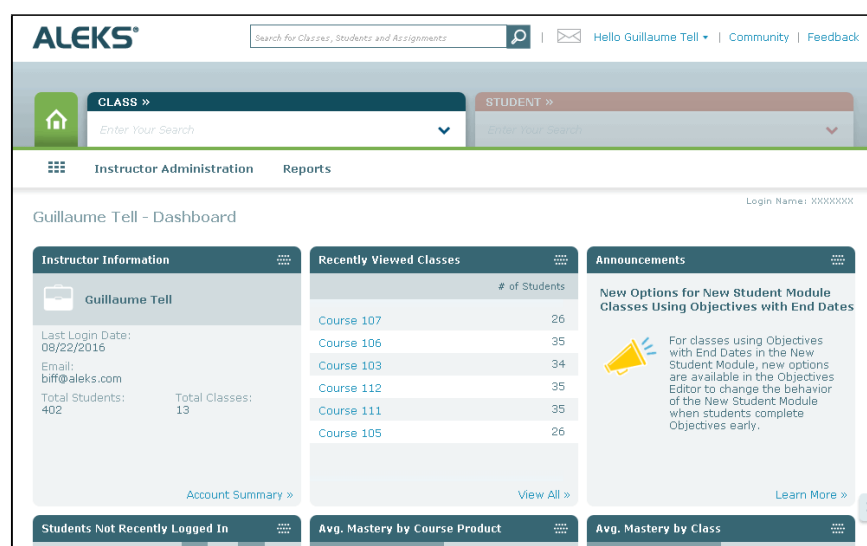 ALEKS®
Search for Classes, Students and Assignments
Hello Guillaume Tell | Community | Feedback
CLASS »
Enter Your Search
STUDENT »
Enter Your Search
Instructor Administration Reports
Login Name: XXXXXXX
Guillaume Tell - Dashboard
Instructor Information
Guillaume Tell
Last Login Date:
08/22/2016
Email:
biff@aleks.com
Total Students: Total Classes:
402 13
Account Summary »
Recently Viewed Classes
# of Students
Course 107 26
Course 106 35
Course 103 34
Course 112 35
Course 111 35
Course 105 26
View All »
Announcements
New Options for New Student Module
Classes Using Objectives with End Dates
For classes using Objectives
with End Dates in the New
Student Module, new options
are available in the Objectives
Editor to change the behavior
of the New Student Module
when students complete
Objectives early.
Learn More »
Students Not Recently Logged In
Avg. Mastery by Course Product
Avg. Mastery by Class